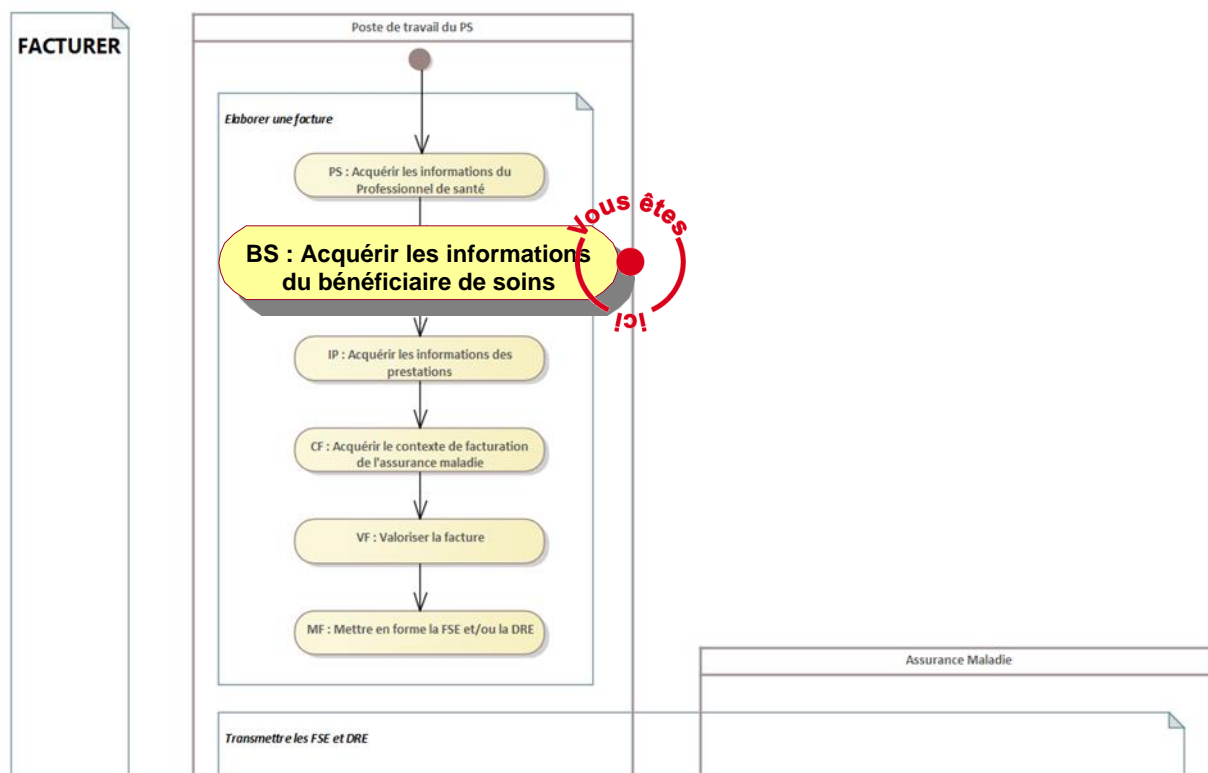 FACTURER
Poste de travail du PS
Elaborer une facture
PS : Acquérir les informations du
Professionnel de santé
BS : Acquérir les informations
du bénéficiaire de soins
Vous êtes
ici
IP : Acquérir les informations des
prestations
CF : Acquérir le contexte de facturation
de l'assurance maladie
VF : Valoriser la facture
MF : Mettre en forme la FSE et/ou la DRE
Assurance Maladie
Transmettre les FSE et DRE